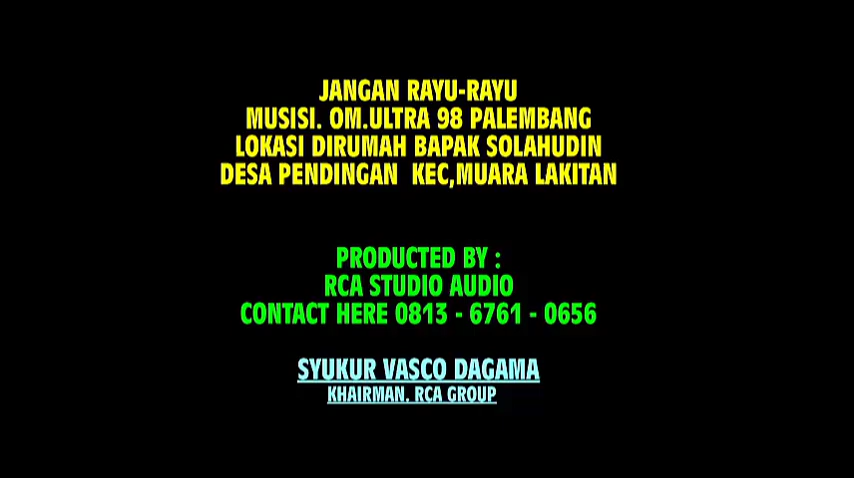 JANGAN RAYU-RAYU
MUSISI. OM.ULTRA 98 PALEMBANG
LOKASI DIRUMAH BAPAK SOLAHUDIN
DESA PENDINGAN  KEC,MUARA LAKITAN
PRODUCTED BY :
RCA STUDIO AUDIO
CONTACT HERE 0813 - 6761 - 0656
SYUKUR VASCO DAGAMA
KHAIRMAN. RCA GROUP